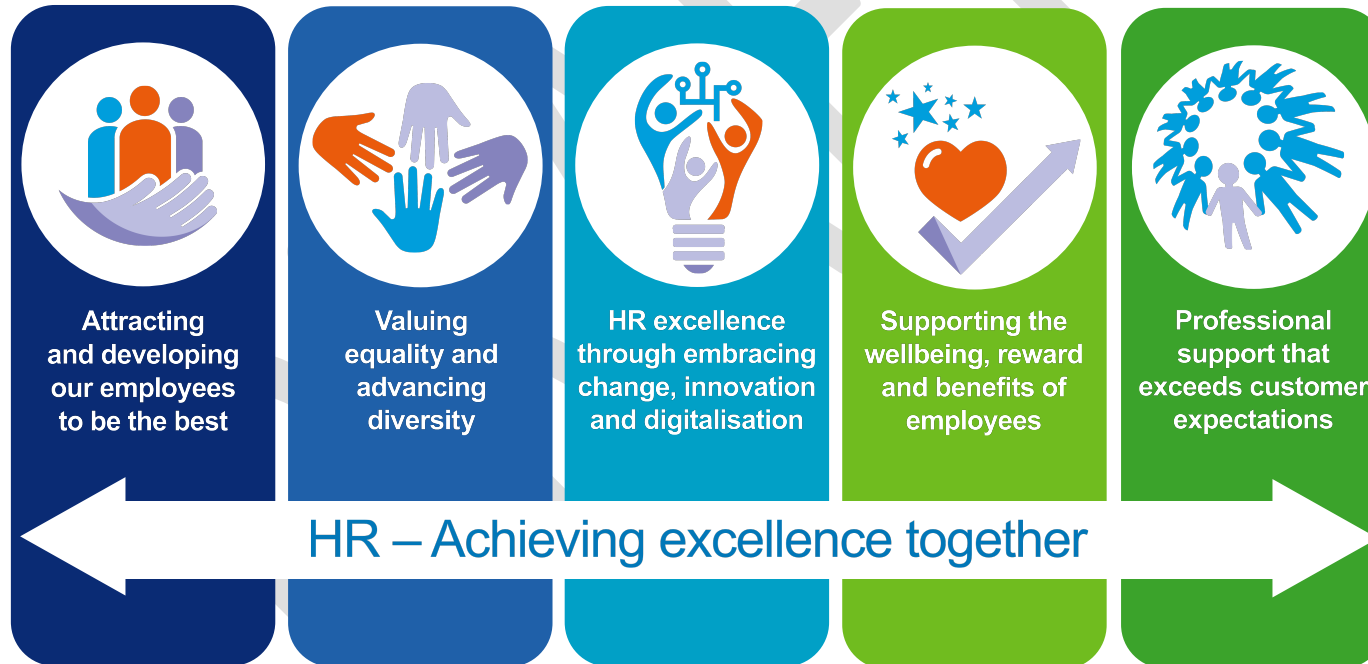 Attracting
and developing
our employees
to be the best
Valuing
equality and
advancing
diversity
HR excellence
through embracing
change, innovation
and digitalisation
Supporting the
wellbeing, reward
and benefits of
employees
Professional
support that
exceeds customer
expectations
HR – Achieving excellence together